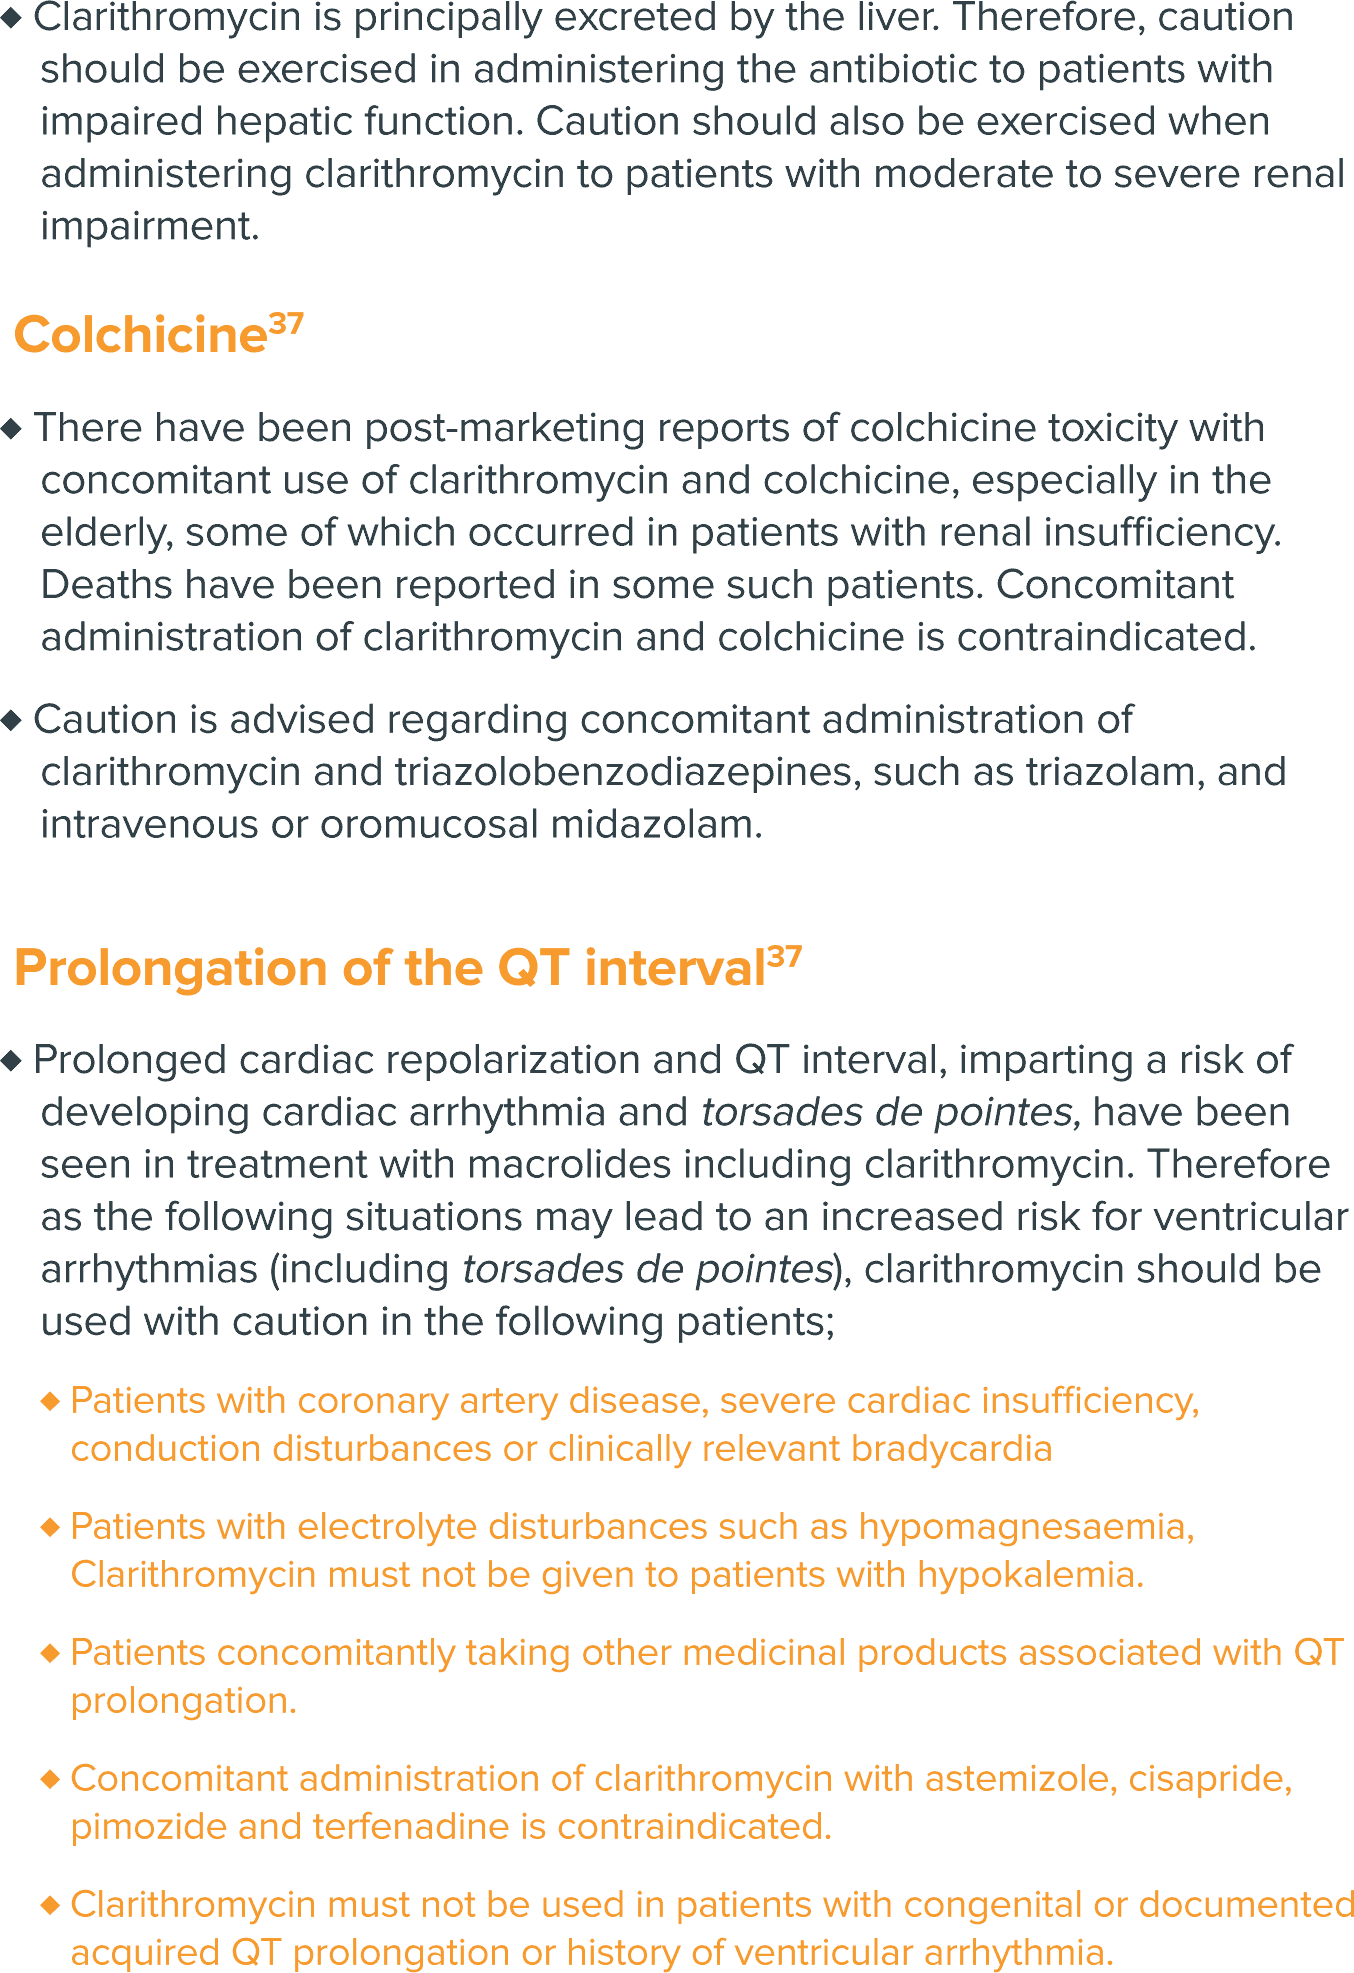 ◆ Clarithromycin is principally excreted by the liver. Therefore, caution
should be exercised in administering the antibiotic to patients with
impaired hepatic function. Caution should also be exercised when
administering clarithromycin to patients with moderate to severe renal
impairment.
Colchicine³⁷
◆ There have been post-marketing reports of colchicine toxicity with
concomitant use of clarithromycin and colchicine, especially in the
elderly, some of which occurred in patients with renal insufficiency.
Deaths have been reported in some such patients. Concomitant
administration of clarithromycin and colchicine is contraindicated.
◆ Caution is advised regarding concomitant administration of
clarithromycin and triazolobenzodiazepines, such as triazolam, and
intravenous or oromucosal midazolam.
Prolongation of the QT interval³⁷
◆ Prolonged cardiac repolarization and QT interval, imparting a risk of
developing cardiac arrhythmia and torsades de pointes, have been
seen in treatment with macrolides including clarithromycin. Therefore
as the following situations may lead to an increased risk for ventricular
arrhythmias (including torsades de pointes), clarithromycin should be
used with caution in the following patients;
◆ Patients with coronary artery disease, severe cardiac insufficiency,
conduction disturbances or clinically relevant bradycardia
◆ Patients with electrolyte disturbances such as hypomagnesaemia,
Clarithromycin must not be given to patients with hypokalemia.
◆ Patients concomitantly taking other medicinal products associated with QT
prolongation.
◆ Concomitant administration of clarithromycin with astemizole, cisapride,
pimozide and terfenadine is contraindicated.
◆ Clarithromycin must not be used in patients with congenital or documented
acquired QT prolongation or history of ventricular arrhythmia.